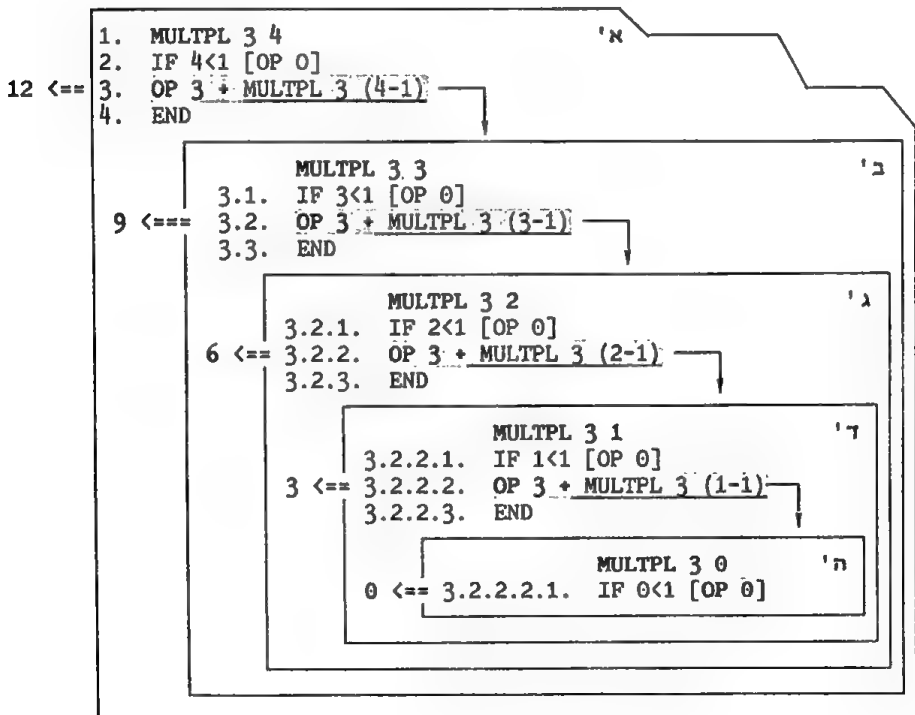 1. MULTPL 3 4 א'
2. IF 4<1 [OP 0]
12 <== 3. OP 3 + MULTPL 3 (4-1)
4. END
MULTPL 3 3 ב'
3.1. IF 3<1 [OP 0]
9 <=== 3.2. OP 3 + MULTPL 3 (3-1)
3.3. END
MULTPL 3 2 ג'
3.2.1. IF 2<1 [OP 0]
6 <== 3.2.2. OP 3 + MULTPL 3 (2-1)
3.2.3. END
MULTPL 3 1 ד'
3.2.2.1. IF 1<1 [OP 0]
3 <== 3.2.2.2. OP 3 + MULTPL 3 (1-1)
3.2.2.3. END
MULTPL 3 0 ה'
0 <== 3.2.2.2.1. IF 0<1 [OP 0]